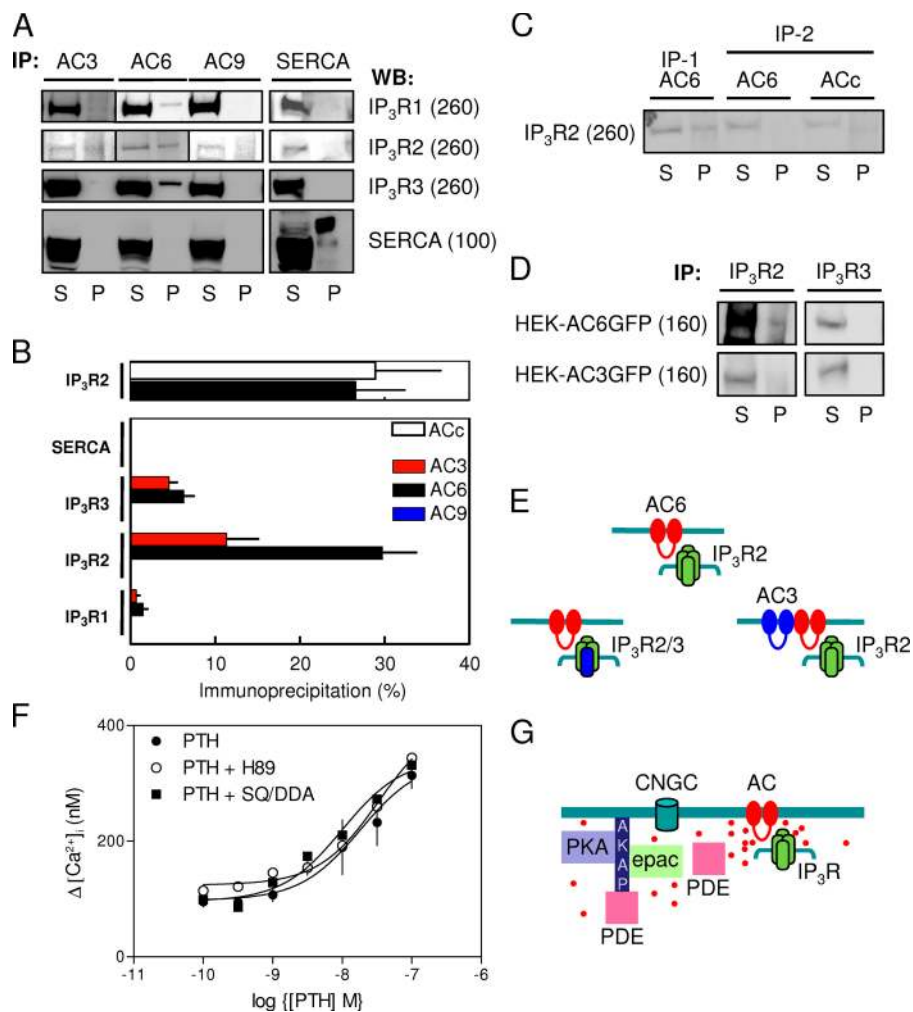 A
IP: AC3 AC6 AC9 SERCA
WB:
IP₃R1 (260)
IP₃R2 (260)
IP₃R3 (260)
SERCA (100)
S P S P S P S P
B
IP₃R2
SERCA
IP₃R3
IP₃R2
IP₃R1
ACc
AC3
AC6
AC9
0 10 20 30 40
Immunoprecipitation (%)
C
IP-2
IP-1
AC6 AC6 ACc
IP₃R2 (260)
S P S P S P
D
IP: IP₃R2 IP₃R3
HEK-AC6GFP (160)
HEK-AC3GFP (160)
S P S P
E
AC6
IP₃R2
AC3
IP₃R2/3
IP₃R2
F
400
200
0
Δ [Ca²⁺]ᵢ (nM)
PTH
PTH + H89
PTH + SQ/DDA
-11 -10 -9 -8 -7 -6
log {[PTH] M}
G
CNGC AC
PKA
AKAP
epac
PDE
IP₃R
PDE